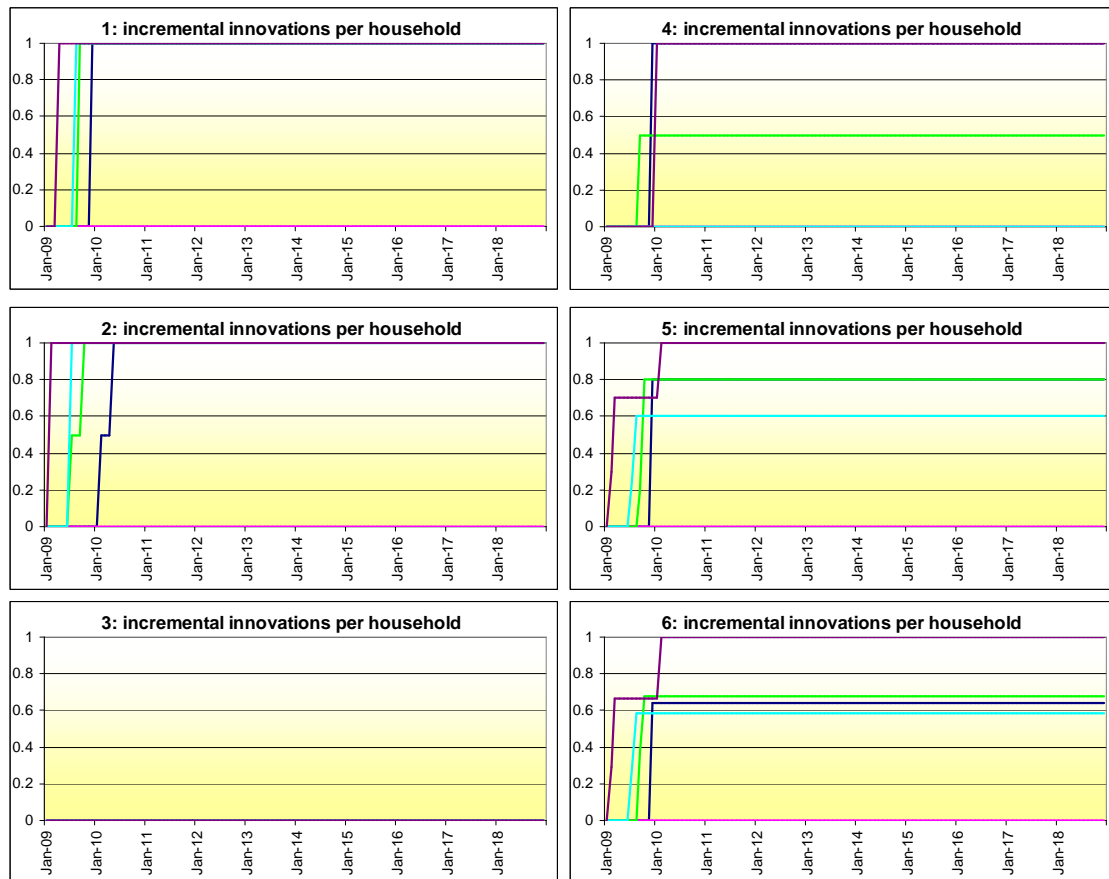 1: incremental innovations per household
1
0.8
0.6
0.4
0.2
0
Jan-09
Jan-10
Jan-11
Jan-12
Jan-13
Jan-14
Jan-15
Jan-16
Jan-17
Jan-18
4: incremental innovations per household
1
0.8
0.6
0.4
0.2
0
Jan-09
Jan-10
Jan-11
Jan-12
Jan-13
Jan-14
Jan-15
Jan-16
Jan-17
Jan-18
2: incremental innovations per household
1
0.8
0.6
0.4
0.2
0
Jan-09
Jan-10
Jan-11
Jan-12
Jan-13
Jan-14
Jan-15
Jan-16
Jan-17
Jan-18
5: incremental innovations per household
1
0.8
0.6
0.4
0.2
0
Jan-09
Jan-10
Jan-11
Jan-12
Jan-13
Jan-14
Jan-15
Jan-16
Jan-17
Jan-18
3: incremental innovations per household
1
0.8
0.6
0.4
0.2
0
Jan-09
Jan-10
Jan-11
Jan-12
Jan-13
Jan-14
Jan-15
Jan-16
Jan-17
Jan-18
6: incremental innovations per household
1
0.8
0.6
0.4
0.2
0
Jan-09
Jan-10
Jan-11
Jan-12
Jan-13
Jan-14
Jan-15
Jan-16
Jan-17
Jan-18